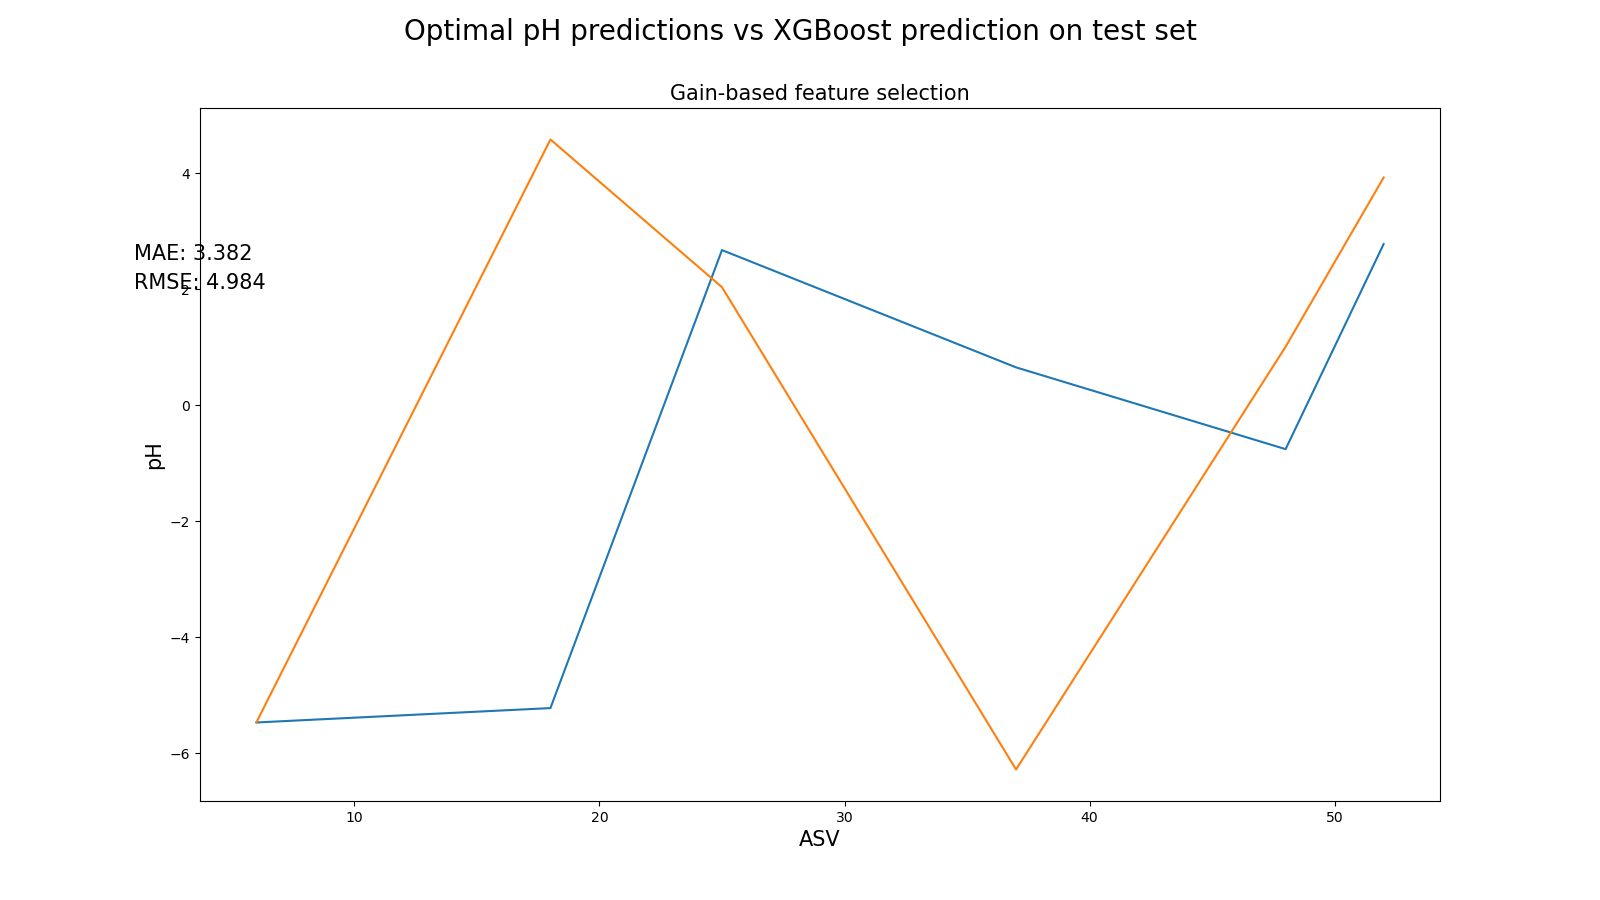 Optimal pH predictions vs XGBoost prediction on test set
Gain-based feature selection
4
MAE: 3.382
RMSE: 4.984
2
0
pH
−2
−4
−6
10 20 30 40 50
ASV